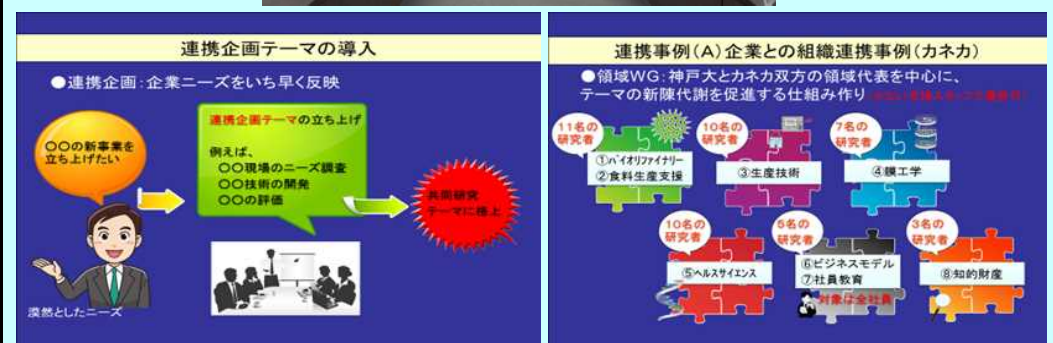 連携企画テーマの導入
●連携企画：企業ニーズをいち早く反映
〇〇の新事業を
立ち上げたい
連携企画テーマの立ち上げ
例えば、
〇〇現場のニーズ調査
〇〇技術の開発
〇〇の評価
共同研究
テーマに格上
漠然としたニーズ
連携事例（A）企業との組織連携事例（カネカ）
●領域WG：神戸大とカネカ双方の領域代表を中心に、
テーマの新陳代謝を促進する仕組み作り
11名の
研究者
①バイオリファイナリー
②食料生産支援
10名の
研究者
③生産技術
7名の
研究者
④膜工学
10名の
研究者
⑤ヘルスサイエンス
5名の
研究者
⑥ビジネスモデル
⑦社員教育
対象は全社員
3名の
研究者
⑧知的財産